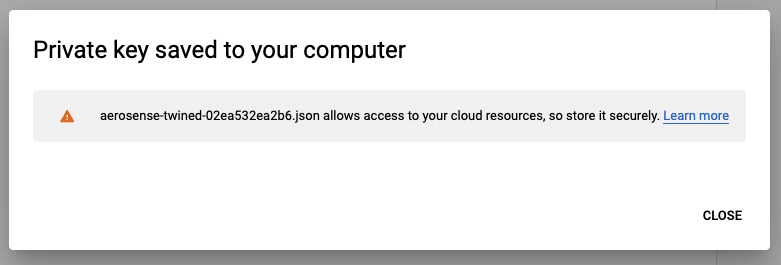 Private key saved to your computer
aerosense-twined-02ea532ea2b6.json allows access to your cloud resources, so store it securely. Learn more
CLOSE